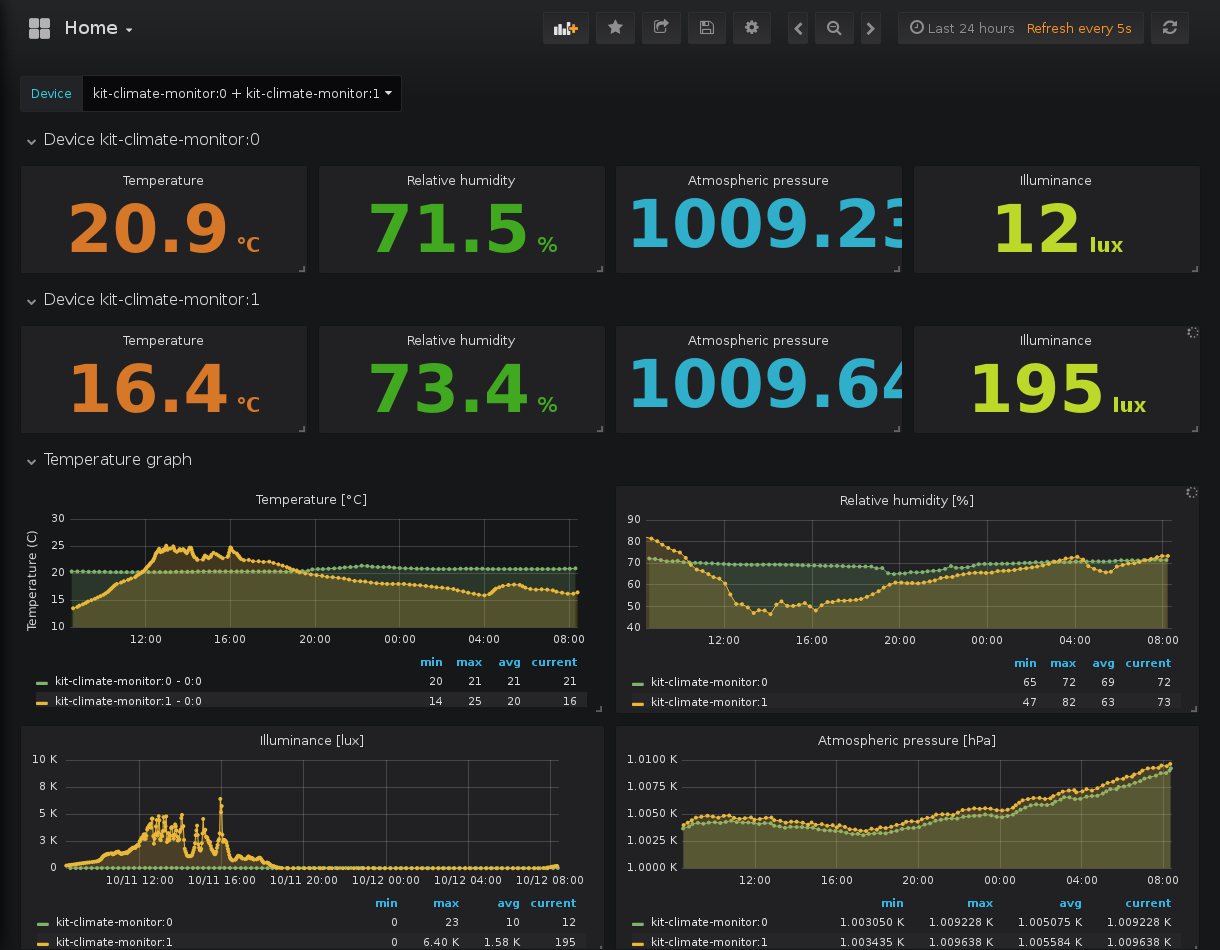 Home
Last 24 hours Refresh every 5s
Device kit-climate-monitor:0 + kit-climate-monitor:1
Device kit-climate-monitor:0
Temperature Relative humidity Atmospheric pressure Illuminance
20.9 °C 71.5 % 1009.23 12 lux
Device kit-climate-monitor:1
Temperature Relative humidity Atmospheric pressure Illuminance
16.4 °C 73.4 % 1009.64 195 lux
Temperature graph
Temperature [°C]
Temperature (C)
30
25
20
15
10
12:00 16:00 20:00 00:00 04:00 08:00
min max avg current
kit-climate-monitor:0 - 0:0 20 21 21 21
kit-climate-monitor:1 - 0:0 14 25 20 16
Relative humidity [%]
90
80
70
60
50
40
12:00 16:00 20:00 00:00 04:00 08:00
min max avg current
kit-climate-monitor:0 65 72 69 72
kit-climate-monitor:1 47 82 63 73
Illuminance [lux]
10 K
8 K
5 K
3 K
0
10/11 12:00 10/11 16:00 10/11 20:00 10/12 00:00 10/12 04:00 10/12 08:00
min max avg current
kit-climate-monitor:0 0 23 10 12
kit-climate-monitor:1 0 6.40 K 1.58 K 195
Atmospheric pressure [hPa]
1.0100 K
1.0075 K
1.0050 K
1.0025 K
1.0000 K
12:00 16:00 20:00 00:00 04:00 08:00
min max avg current
kit-climate-monitor:0 1.003050 K 1.009228 K 1.005075 K 1.009228 K
kit-climate-monitor:1 1.003435 K 1.009638 K 1.005584 K 1.009638 K